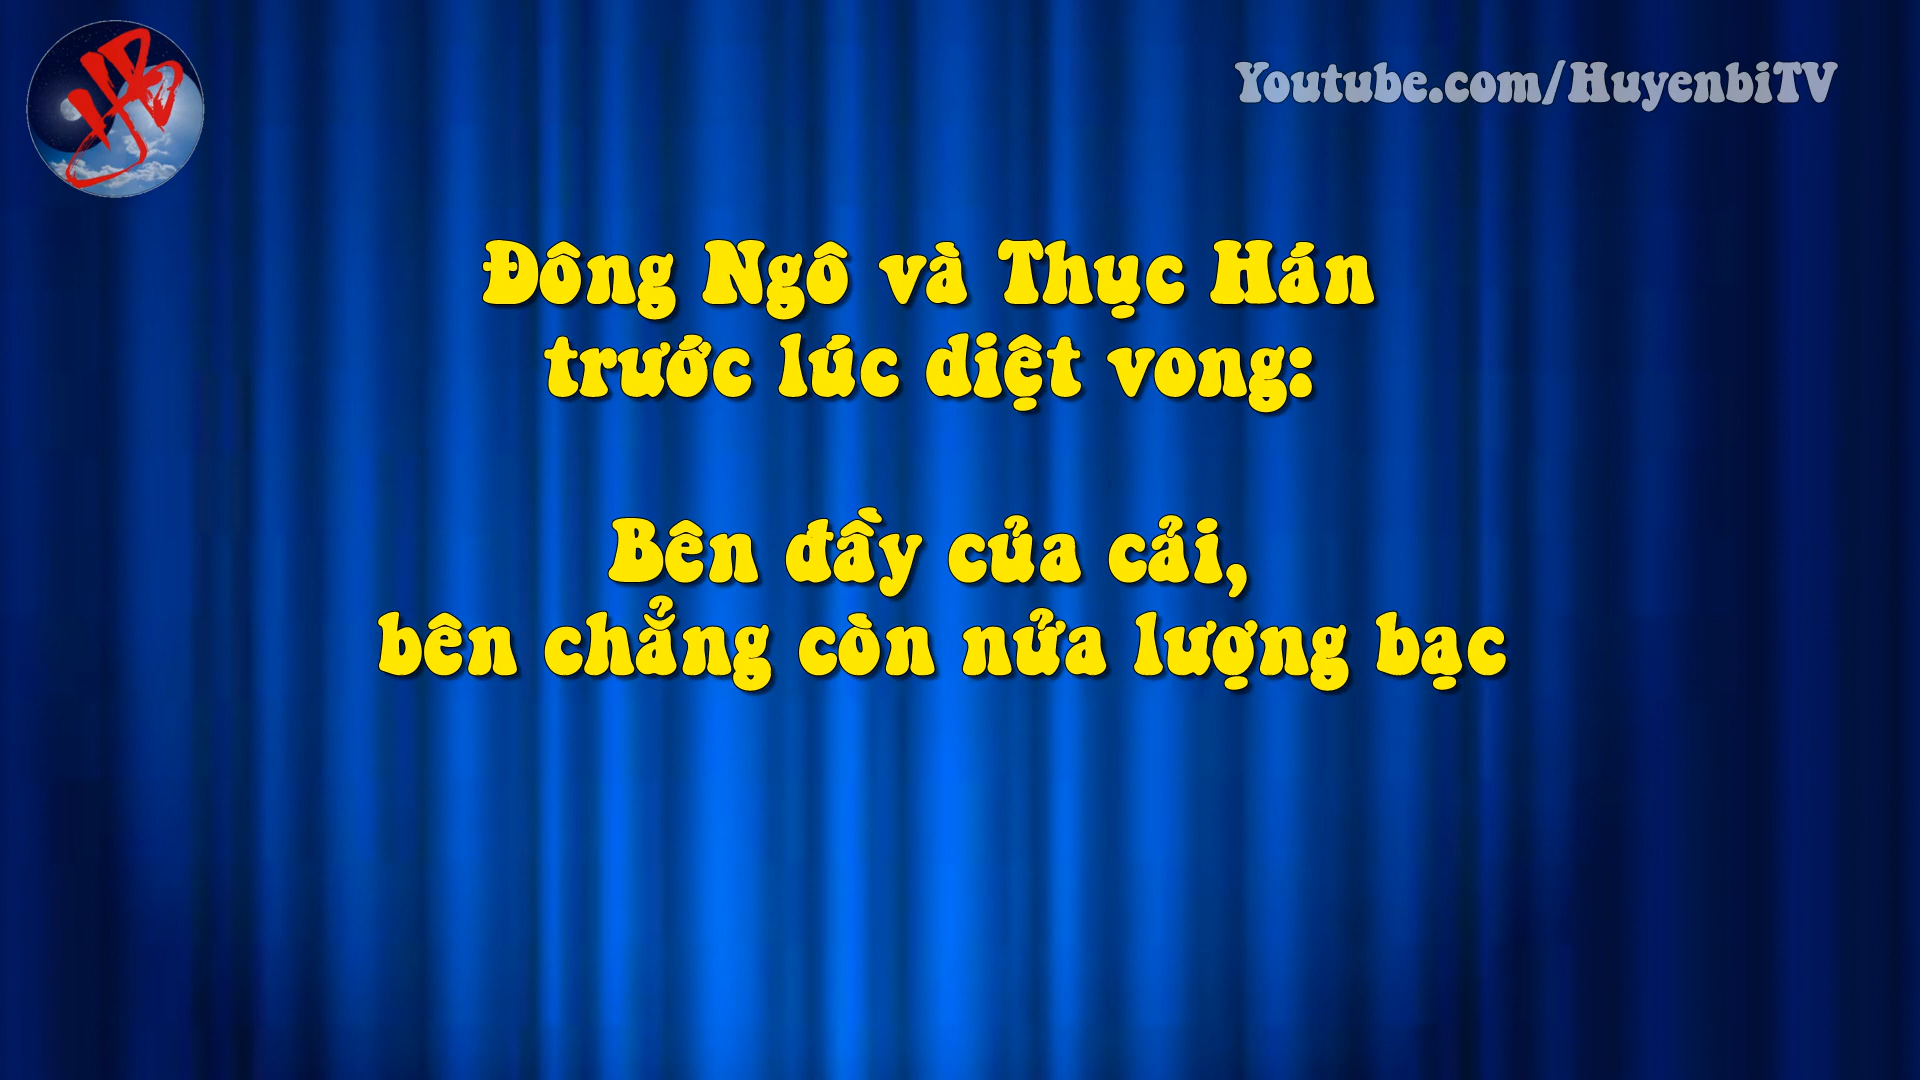 Youtube.com/HuyenbiTV
Đông Ngô và Thục Hán
trước lúc diệt vong:
Bên đầy của cải,
bên chẳng còn nửa lượng bạc